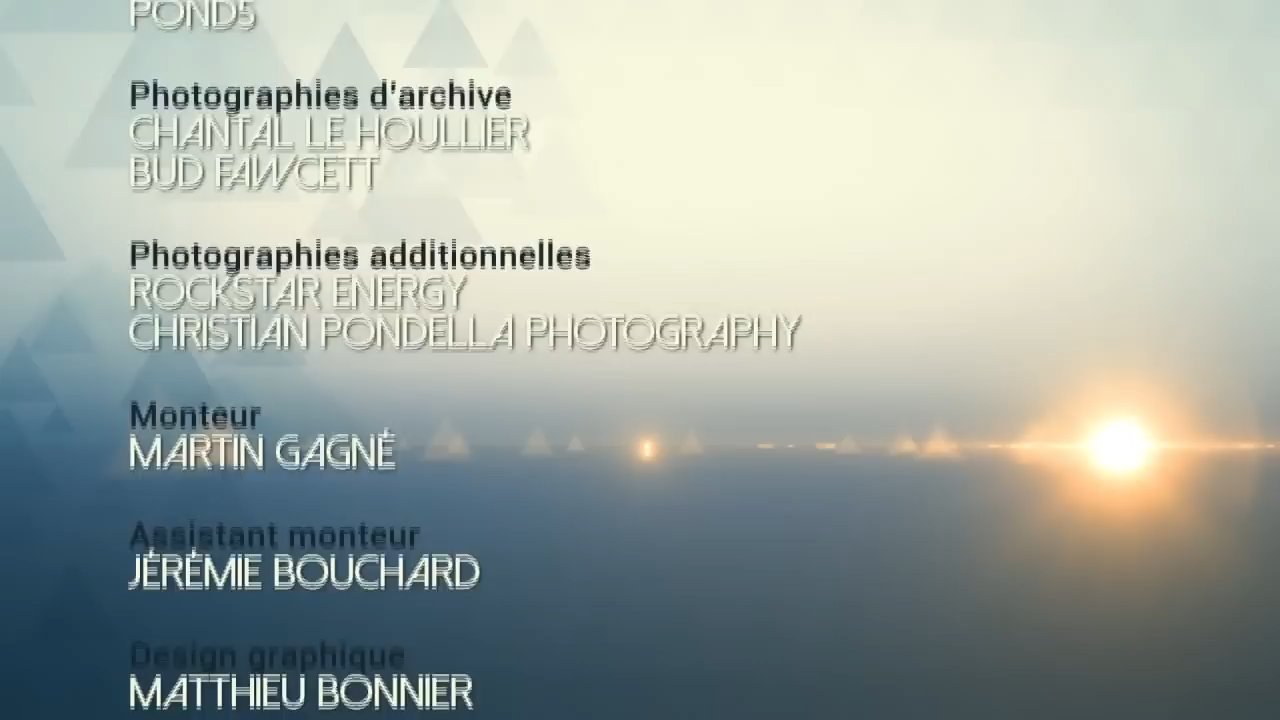 POND5
Photographies d'archive
CHANTAL LE HOULLIER
BUD FAWCETT
Photographies additionnelles
ROCKSTAR ENERGY
CHRISTIAN PONDELLA PHOTOGRAPHY
Monteur
MARTIN GAGNÉ
Assistant monteur
JÉRÉMIE BOUCHARD
Design graphique
MATTHIEU BONNIER